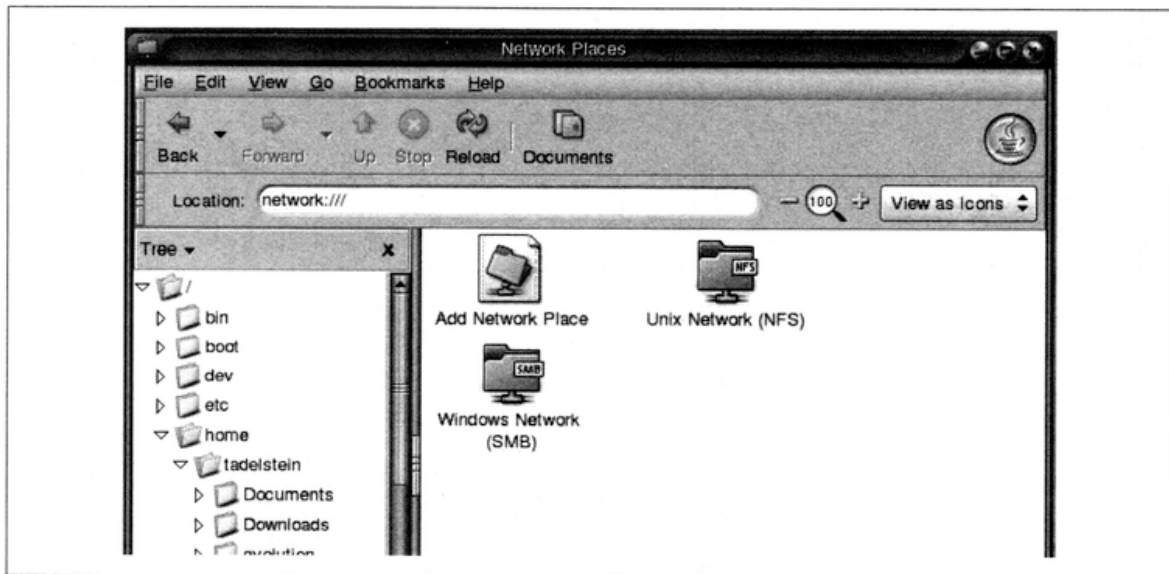 Network Places
File Edit View Go Bookmarks Help
Back Forward Up Stop Reload Documents
Location: network:/// 100 View as Icons
Tree x
/
bin
boot
dev
etc
home
tadelstein
Documents
Downloads
evolution
Add Network Place
NFS
Unix Network (NFS)
SMB
Windows Network
(SMB)